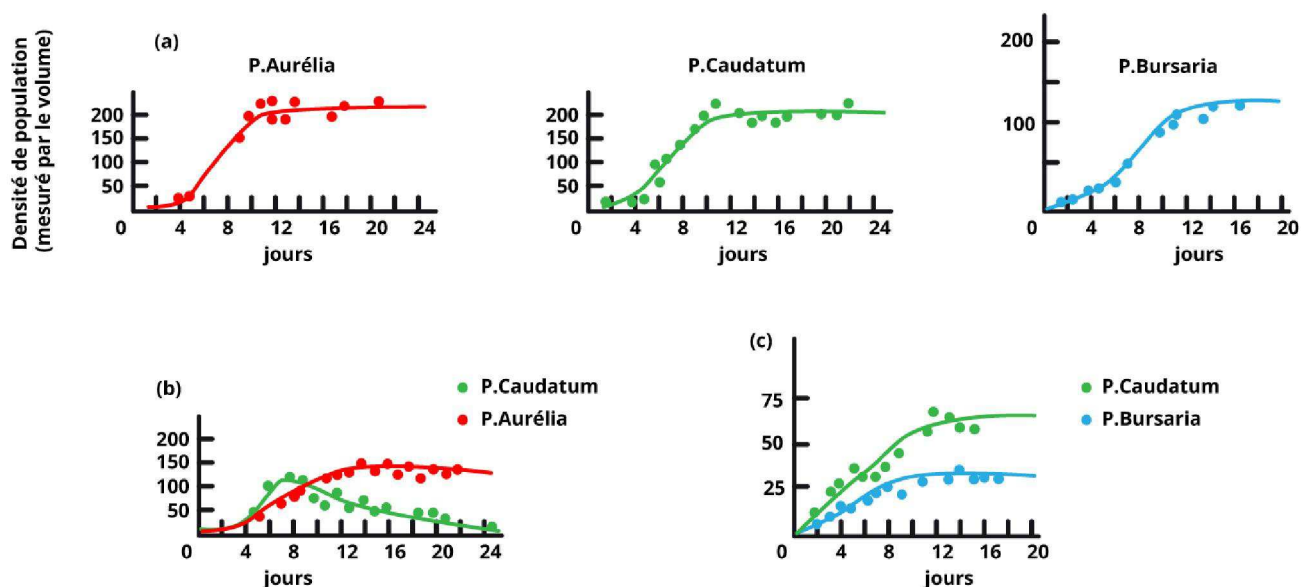 Densité de population
(mesuré par le volume)
(a)
P.Aurélia
200
150
100
50
0
4
8
12
16
20
24
jours
P.Caudatum
200
150
100
50
0
4
8
12
16
20
24
jours
P.Bursaria
200
100
0
4
8
12
16
20
jours
(b)
P.Caudatum
P.Aurélia
200
150
100
50
0
4
8
12
16
20
24
jours
(c)
P.Caudatum
P.Bursaria
75
50
25
0
4
8
12
16
20
jours